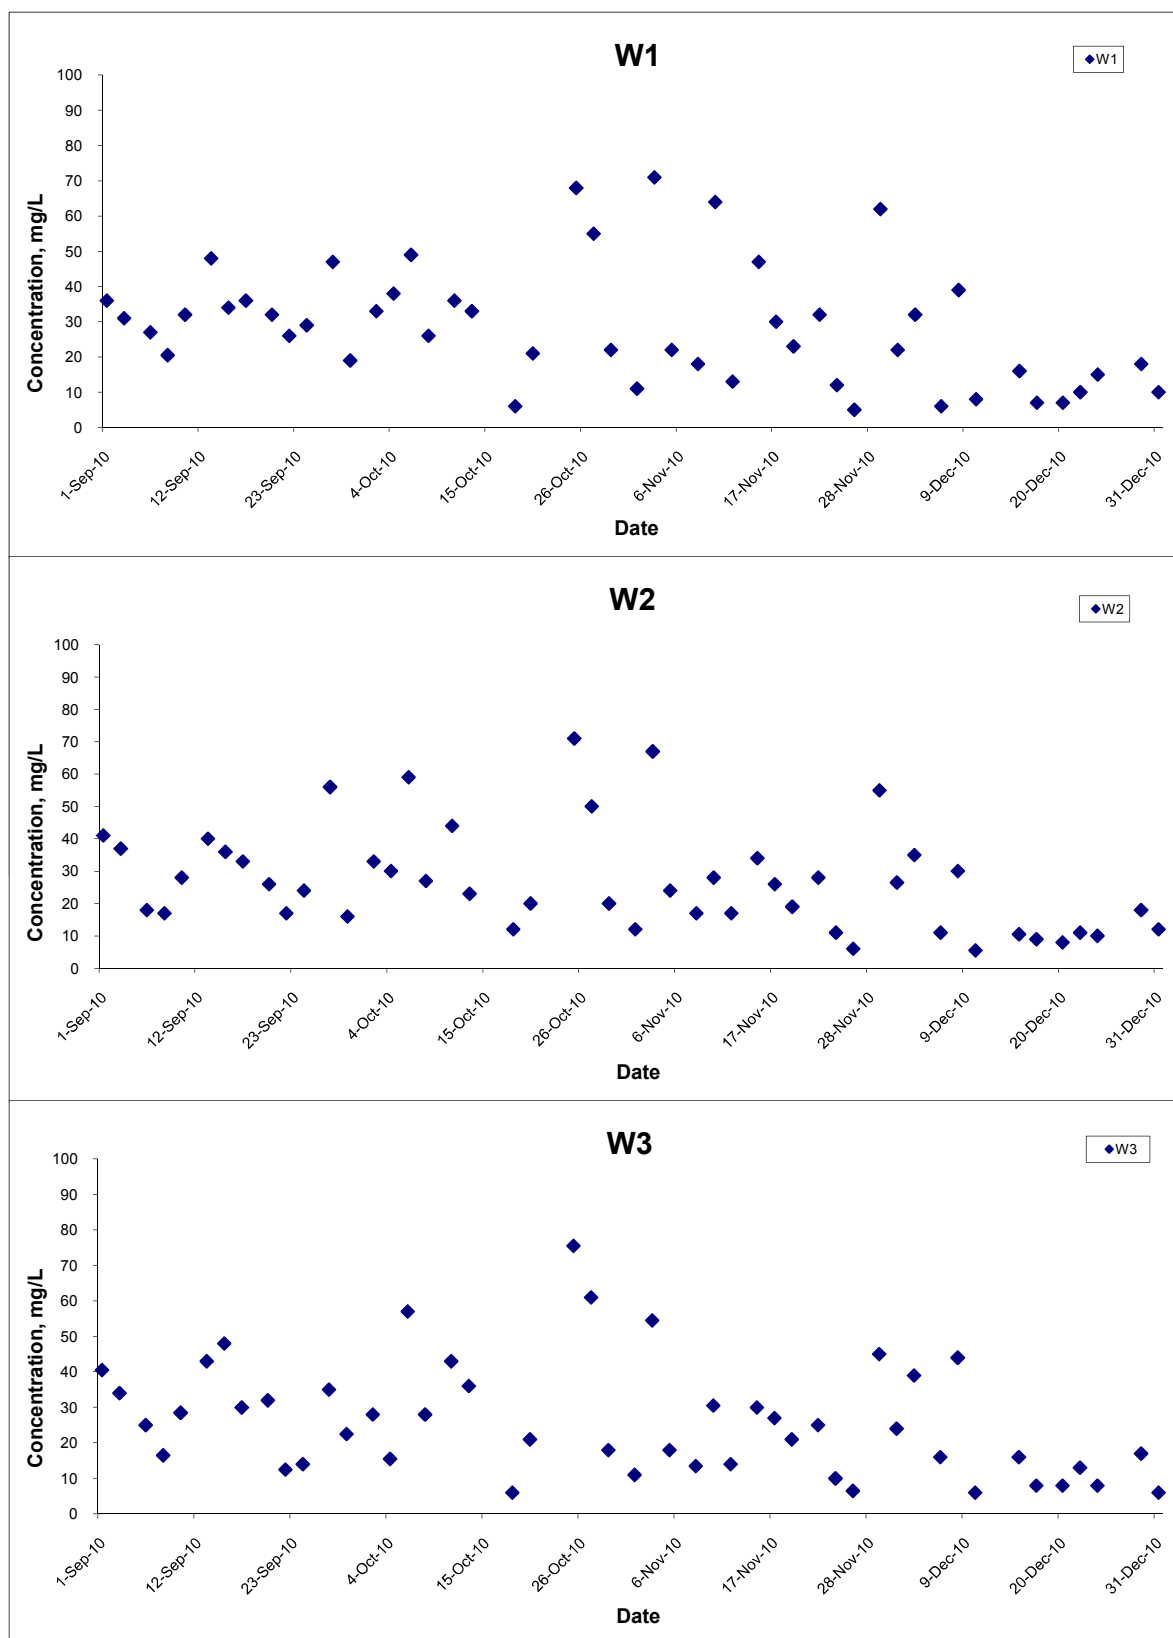 W1
W1
100
90
80
70
60
50
40
30
20
10
0
Concentration, mg/L
1-Sep-10
12-Sep-10
23-Sep-10
4-Oct-10
15-Oct-10
26-Oct-10
6-Nov-10
17-Nov-10
28-Nov-10
9-Dec-10
20-Dec-10
31-Dec-10
Date
W2
W2
100
90
80
70
60
50
40
30
20
10
0
Concentration, mg/L
1-Sep-10
12-Sep-10
23-Sep-10
4-Oct-10
15-Oct-10
26-Oct-10
6-Nov-10
17-Nov-10
28-Nov-10
9-Dec-10
20-Dec-10
31-Dec-10
Date
W3
W3
100
90
80
70
60
50
40
30
20
10
0
Concentration, mg/L
1-Sep-10
12-Sep-10
23-Sep-10
4-Oct-10
15-Oct-10
26-Oct-10
6-Nov-10
17-Nov-10
28-Nov-10
9-Dec-10
20-Dec-10
31-Dec-10
Date